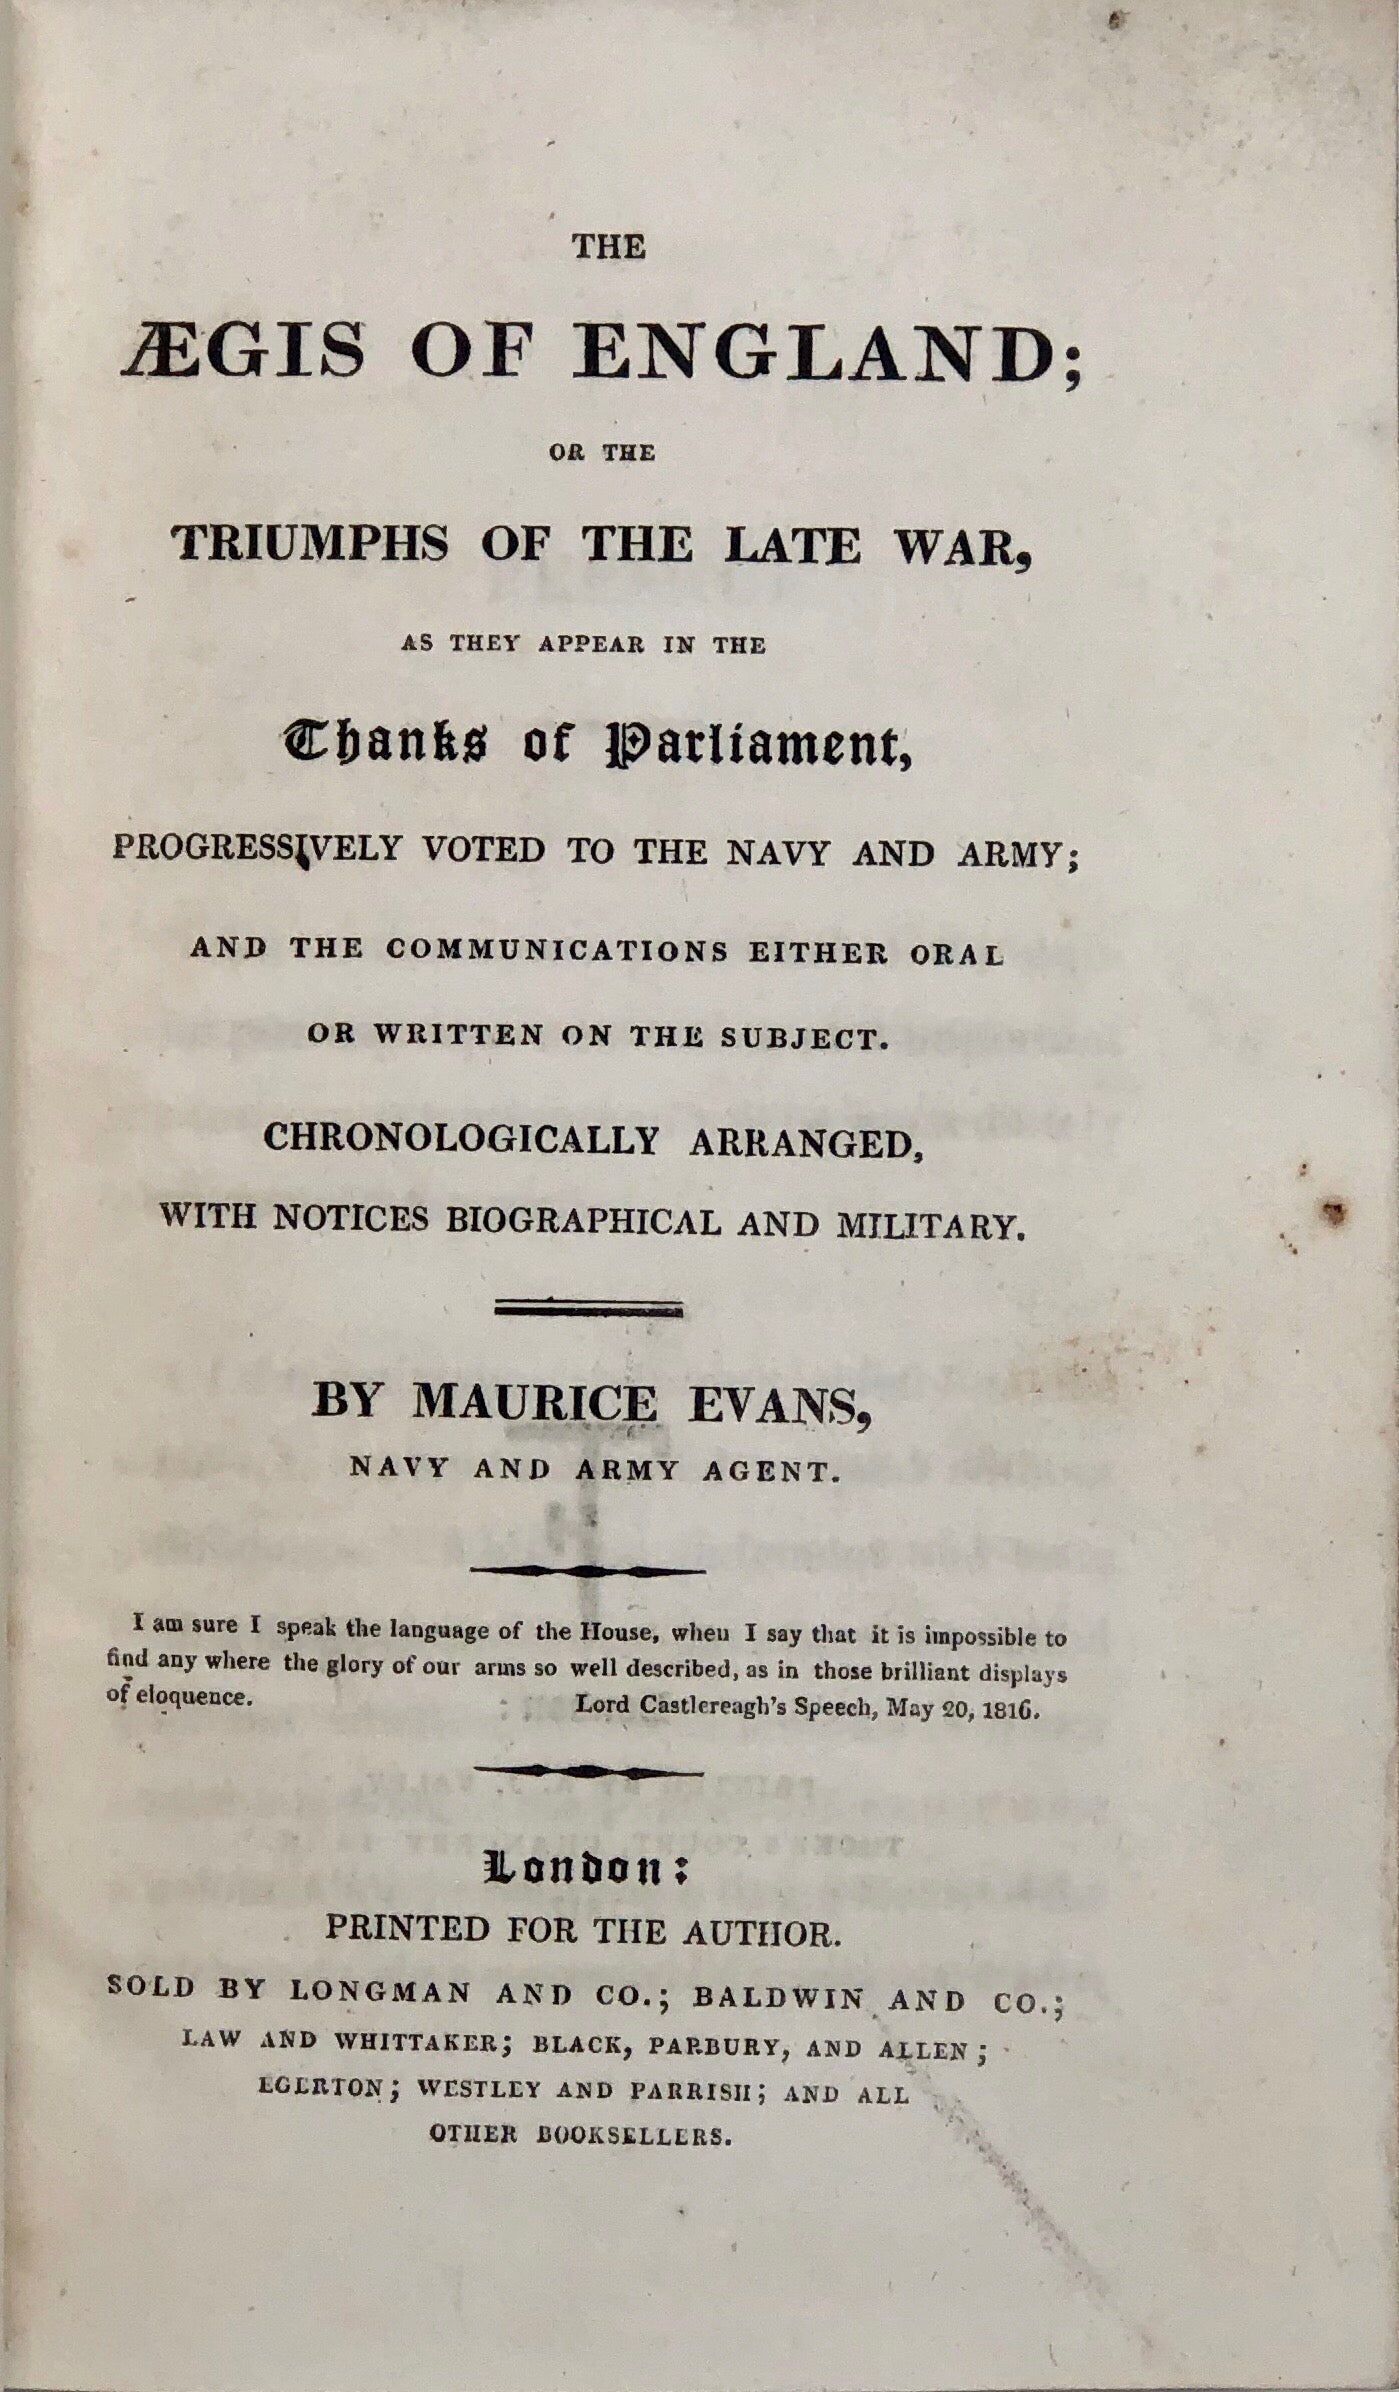 THE
ÆGIS OF ENGLAND;
OR THE
TRIUMPHS OF THE LATE WAR,
AS THEY APPEAR IN THE
Thanks of Parliament,
PROGRESSIVELY VOTED TO THE NAVY AND ARMY;
AND THE COMMUNICATIONS EITHER ORAL
OR WRITTEN ON THE SUBJECT.
CHRONOLOGICALLY ARRANGED,
WITH NOTICES BIOGRAPHICAL AND MILITARY.
BY MAURICE EVANS,
NAVY AND ARMY AGENT.
I am sure I speak the language of the House, when I say that it is impossible to
find any where the glory of our arms so well described, as in those brilliant displays
of eloquence. Lord Castlereagh's Speech, May 20, 1816.
London:
PRINTED FOR THE AUTHOR.
SOLD BY LONGMAN AND CO.; BALDWIN AND CO.;
LAW AND WHITTAKER; BLACK, PARBURY, AND ALLEN;
EGERTON; WESTLEY AND PARRISH; AND ALL
OTHER BOOKSELLERS.